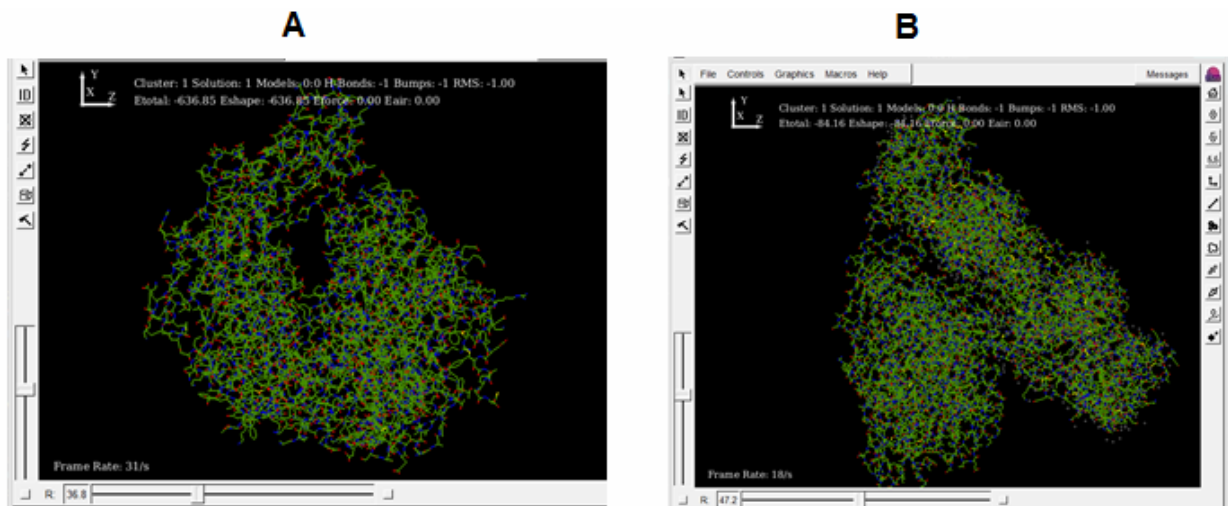 A
Cluster: 1 Solution: 1 Models: 0:0 H Bonds: -1 Bumps: -1 RMS: -1.00
Etotal: -636.85 Eshape: -636.85 Eforce: 0.00 Eair: 0.00
Y
X Z
ID
Frame Rate: 31/s
R: 36.8
B
File Controls Graphics Macros Help Messages
Cluster: 1 Solution: 1 Models: 0:0 H Bonds: -1 Bumps: -1 RMS: -1.00
Etotal: -84.16 Eshape: -84.16 Eforce: 0.00 Eair: 0.00
Y
X Z
ID
Frame Rate: 18/s
R: 47.2